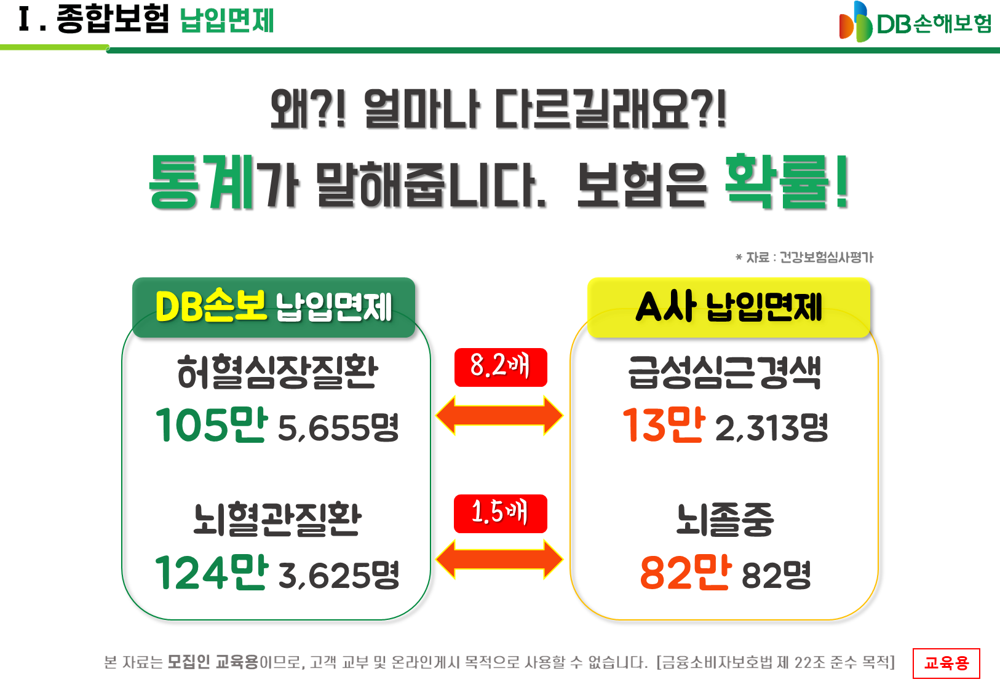 Ⅰ. 종합보험 납입면제
DB손해보험
왜?! 얼마나 다르길래요?!
통계가 말해줍니다. 보험은 확률!
* 자료 : 건강보험심사평가
DB손보 납입면제
A사 납입면제
허혈심장질환
8.2배
급성심근경색
105만 5,655명
13만 2,313명
뇌혈관질환
1.5배
뇌졸중
124만 3,625명
82만 82명
본 자료는 모집인 교육용이므로, 고객 교부 및 온라인게시 목적으로 사용할 수 없습니다. [금융소비자보호법 제 22조 준수 목적]
교육용